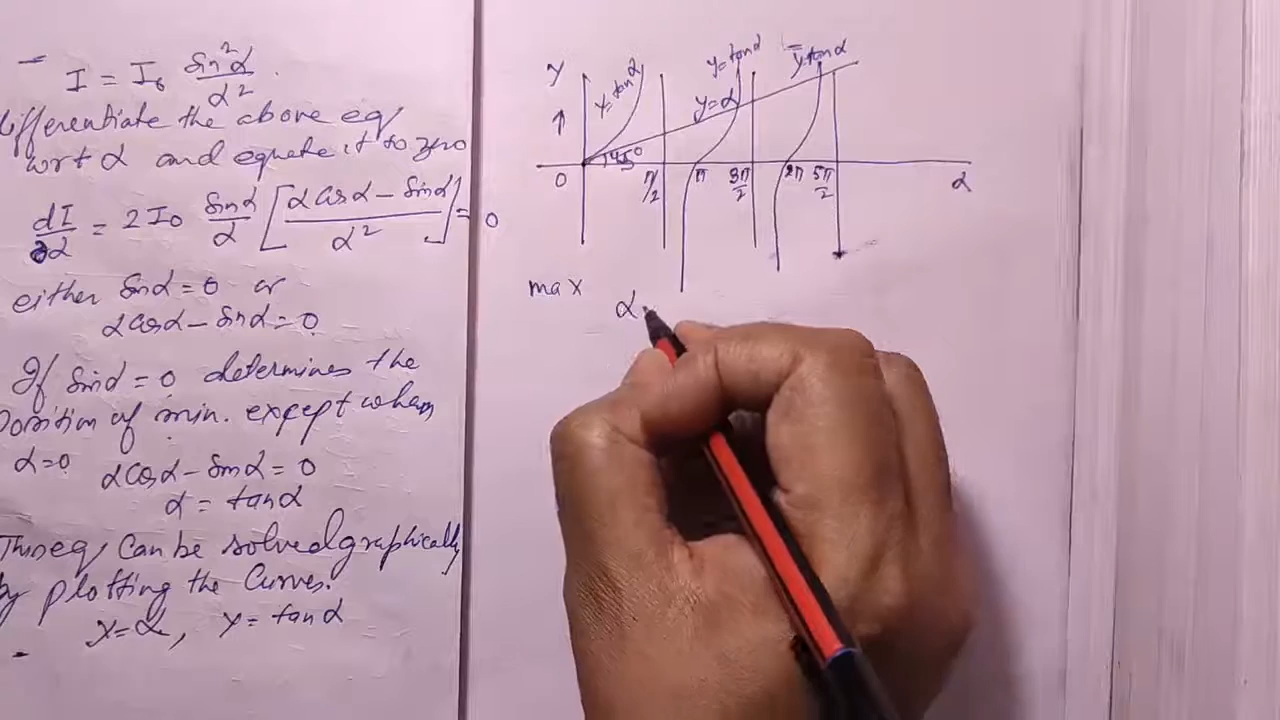 I = I₀ sin²α / α².
differentiate the above eq
wrt α and equate it to zero
dI/dα = 2I₀ sinα/α [αcosα − sinα / α²] = 0
either sinα = 0 or
αcosα − sinα = 0
If sinα = 0 determines the
position of min. except when
α=0 αcosα − sinα = 0
α = tanα
This eq can be solved graphically
by plotting the curves.
y=α, y = tanα
Y y=tanα y=α y=tanα y=tanα
45°
0 π/2 π 3π/2 2π 5π/2 α
max α